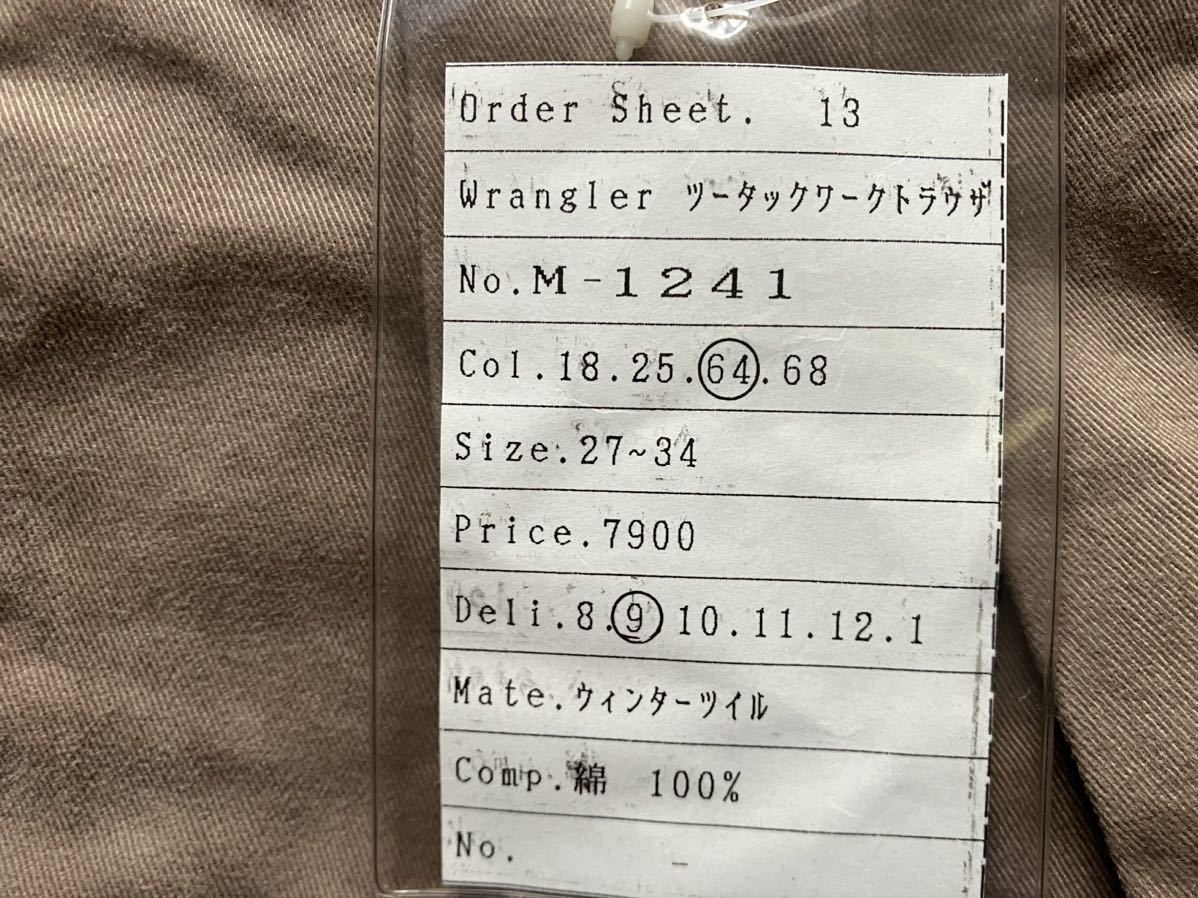 Order Sheet. 13
Wrangler ツータックワークトラウザ
No.M-1241
Col.18.25.64.68
Size.27~34
Price.7900
Deli.8.9 10.11.12.1
Mate.ウィンターツイル
Comp.綿 100%
No. -